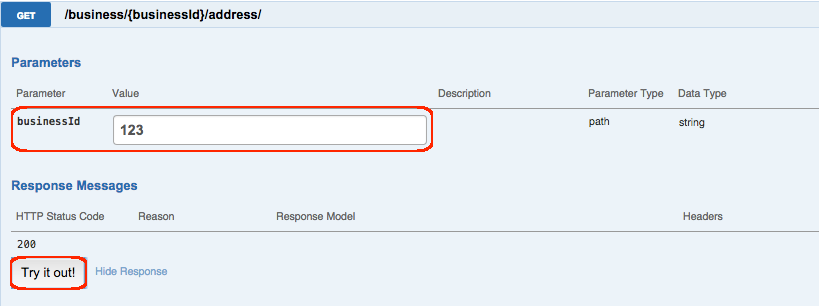 GET /business/{businessId}/address/
Parameters
Parameter Value Description Parameter Type Data Type
businessId 123 path string
Response Messages
HTTP Status Code Reason Response Model Headers
200
Try it out! Hide Response